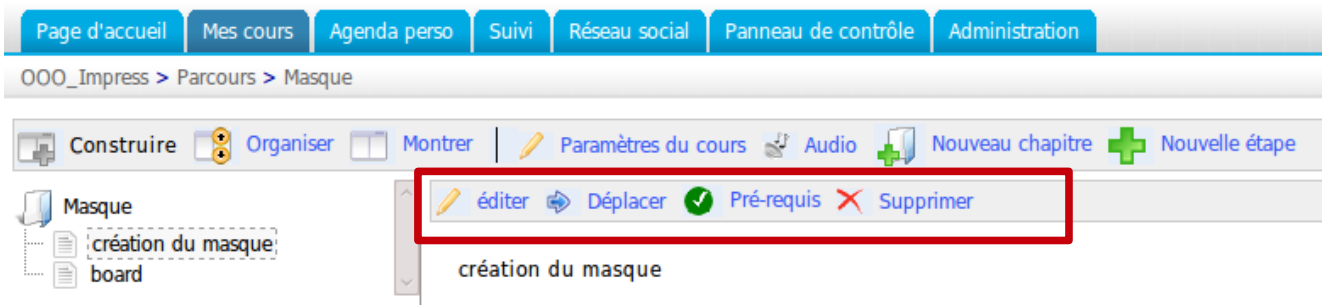 Page d'accueil Mes cours Agenda perso Suivi Réseau social Panneau de contrôle Administration
OOO_Impress > Parcours > Masque
Construire Organiser Montrer Paramètres du cours Audio Nouveau chapitre Nouvelle étape
éditer Déplacer Pré-requis Supprimer
Masque
création du masque
board
création du masque